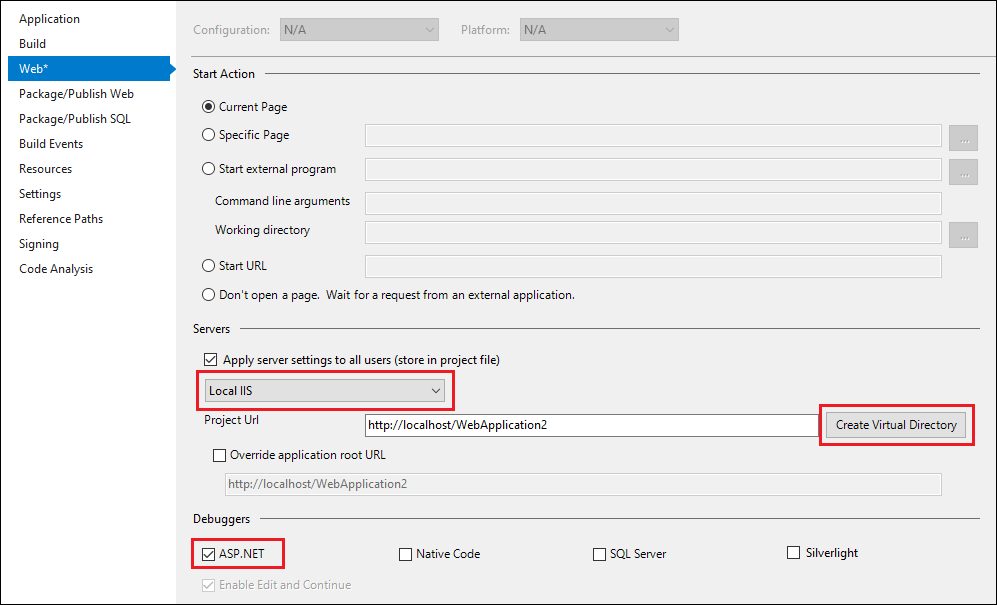 Application
Build
Web*
Package/Publish Web
Package/Publish SQL
Build Events
Resources
Settings
Reference Paths
Signing
Code Analysis
Configuration: N/A Platform: N/A
Start Action
Current Page
Specific Page ...
Start external program ...
Command line arguments
Working directory ...
Start URL
Don't open a page. Wait for a request from an external application.
Servers
Apply server settings to all users (store in project file)
Local IIS
Project Url http://localhost/WebApplication2 Create Virtual Directory
Override application root URL
http://localhost/WebApplication2
Debuggers
ASP.NET Native Code SQL Server Silverlight
Enable Edit and Continue